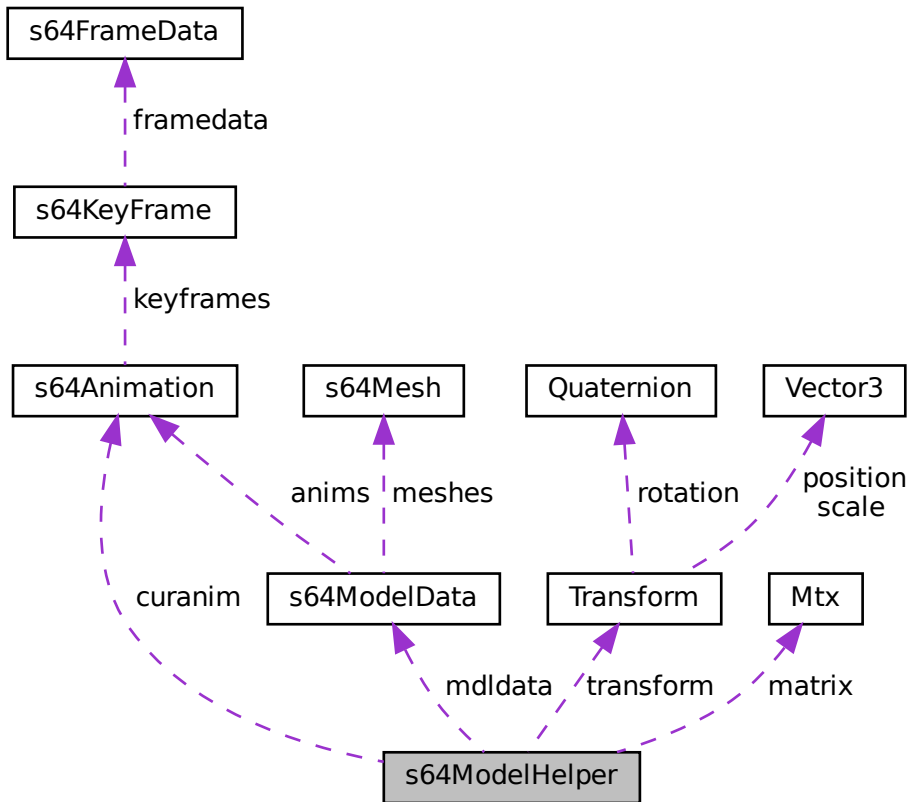 s64FrameData
framedata
s64KeyFrame
keyframes
s64Animation
s64Mesh
Quaternion
Vector3
anims
meshes
rotation
position
scale
curanim
s64ModelData
Transform
Mtx
mdldata
transform
matrix
s64ModelHelper